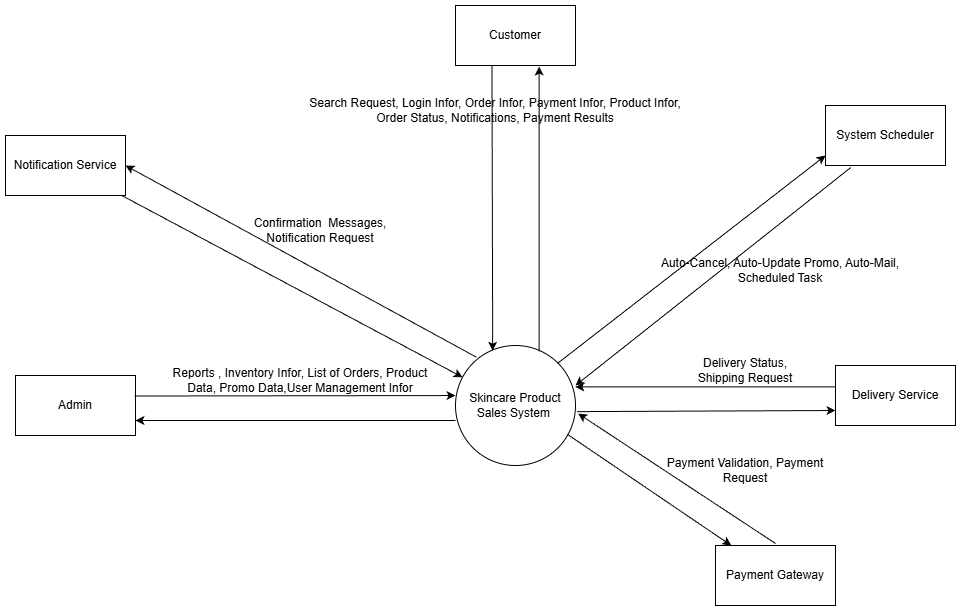 Customer
Search Request, Login Infor, Order Infor, Payment Infor, Product Infor,
Order Status, Notifications, Payment Results
System Scheduler
Notification Service
Confirmation Messages,
Notification Request
Auto-Cancel, Auto-Update Promo, Auto-Mail,
Scheduled Task
Reports , Inventory Infor, List of Orders, Product
Data, Promo Data,User Management Infor
Delivery Status,
Shipping Request
Admin
Skincare Product
Sales System
Delivery Service
Payment Validation, Payment
Request
Payment Gateway